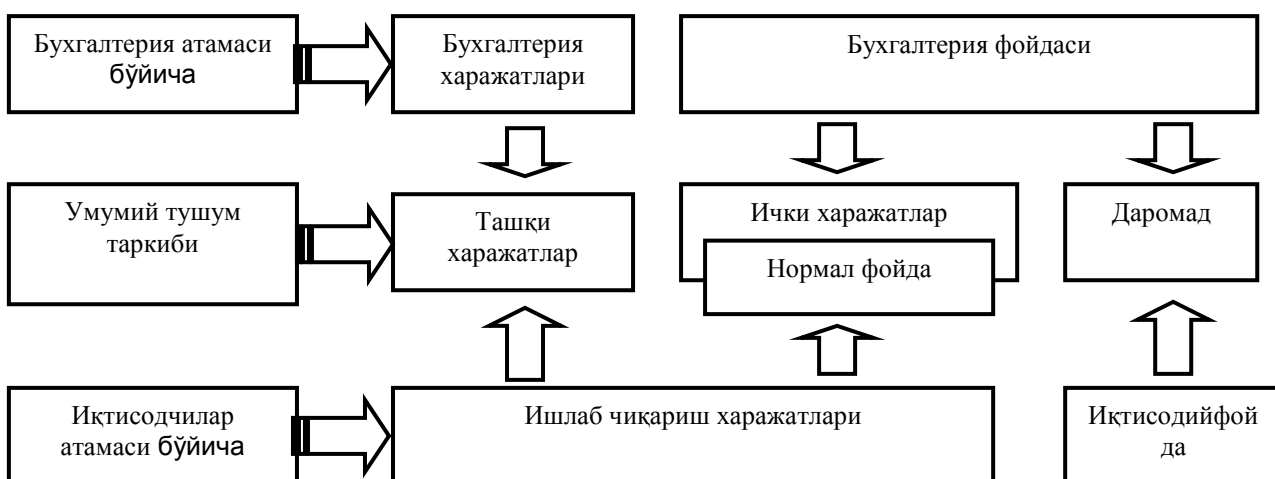 Бухгалтерия атамаси
бўйича
Бухгалтерия
харажатлари
Бухгалтерия фойдаси
Умумий тушум
таркиби
Ташқи
харажатлар
Ички харажатлар
Нормал фойда
Даромад
Иқтисодчилар
атамаси бўйича
Ишлаб чиқариш харажатлари
Иқтисодийфой
да